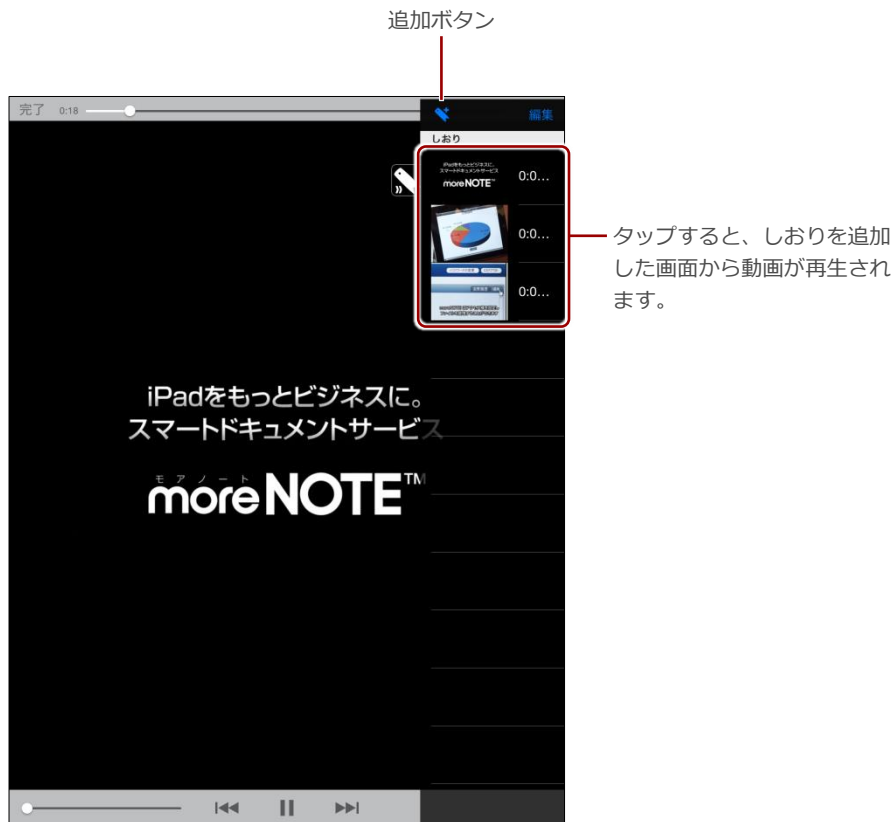 追加ボタン
完了 0:18
編集
しおり
iPadをもっとビジネスに。
スマートドキュメントサービス
moreNOTE
0:0...
0:0...
0:0...
タップすると、しおりを追加
した画面から動画が再生され
ます。
iPadをもっとビジネスに。
スマートドキュメントサービス
モアノート
moreNOTE™